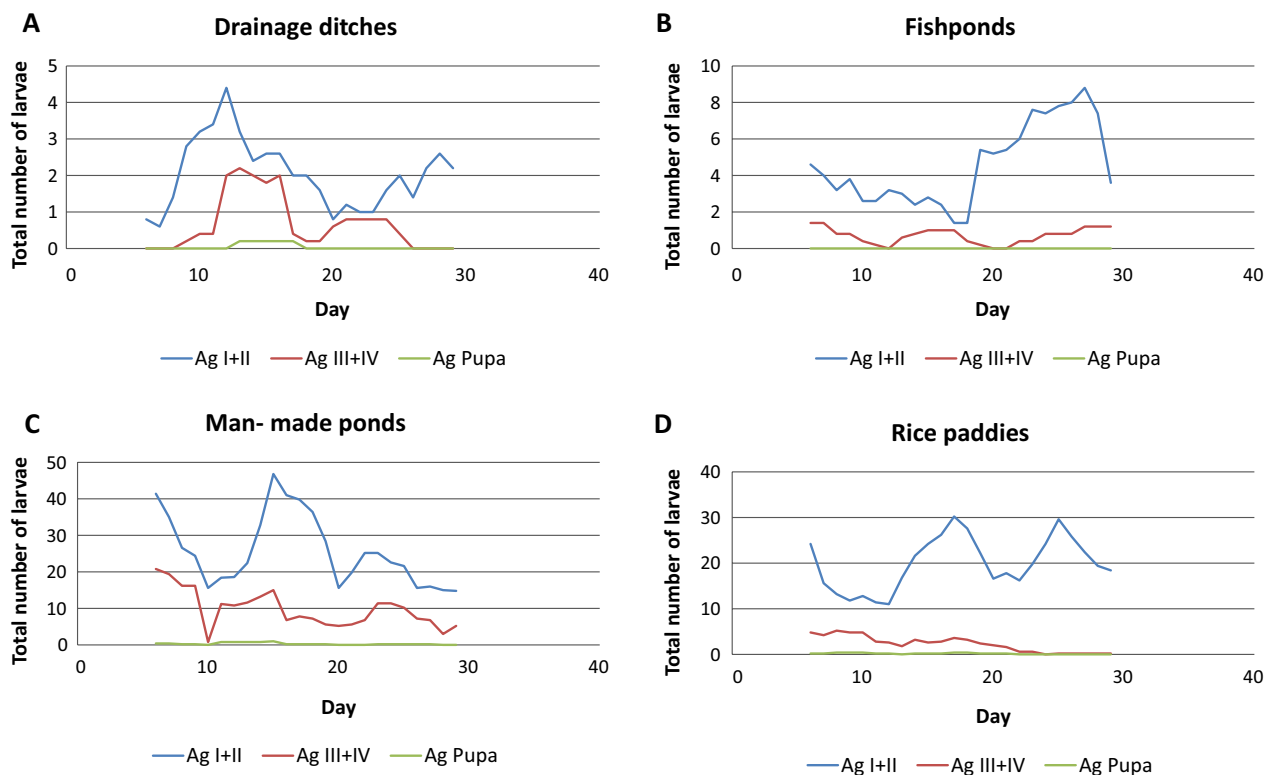 A
Drainage ditches
Total number of larvae
5
4
3
2
1
0
0 10 20 30 40
Day
Ag I+II Ag III+IV Ag Pupa
B
Fishponds
Total number of larvae
10
8
6
4
2
0
0 10 20 30 40
Day
Ag I+II Ag III+IV Ag Pupa
C
Man- made ponds
Total number of larvae
50
40
30
20
10
0
0 10 20 30 40
Day
Ag I+II Ag III+IV Ag Pupa
D
Rice paddies
Total number of larvae
40
30
20
10
0
0 10 20 30 40
Day
Ag I+II Ag III+IV Ag Pupa